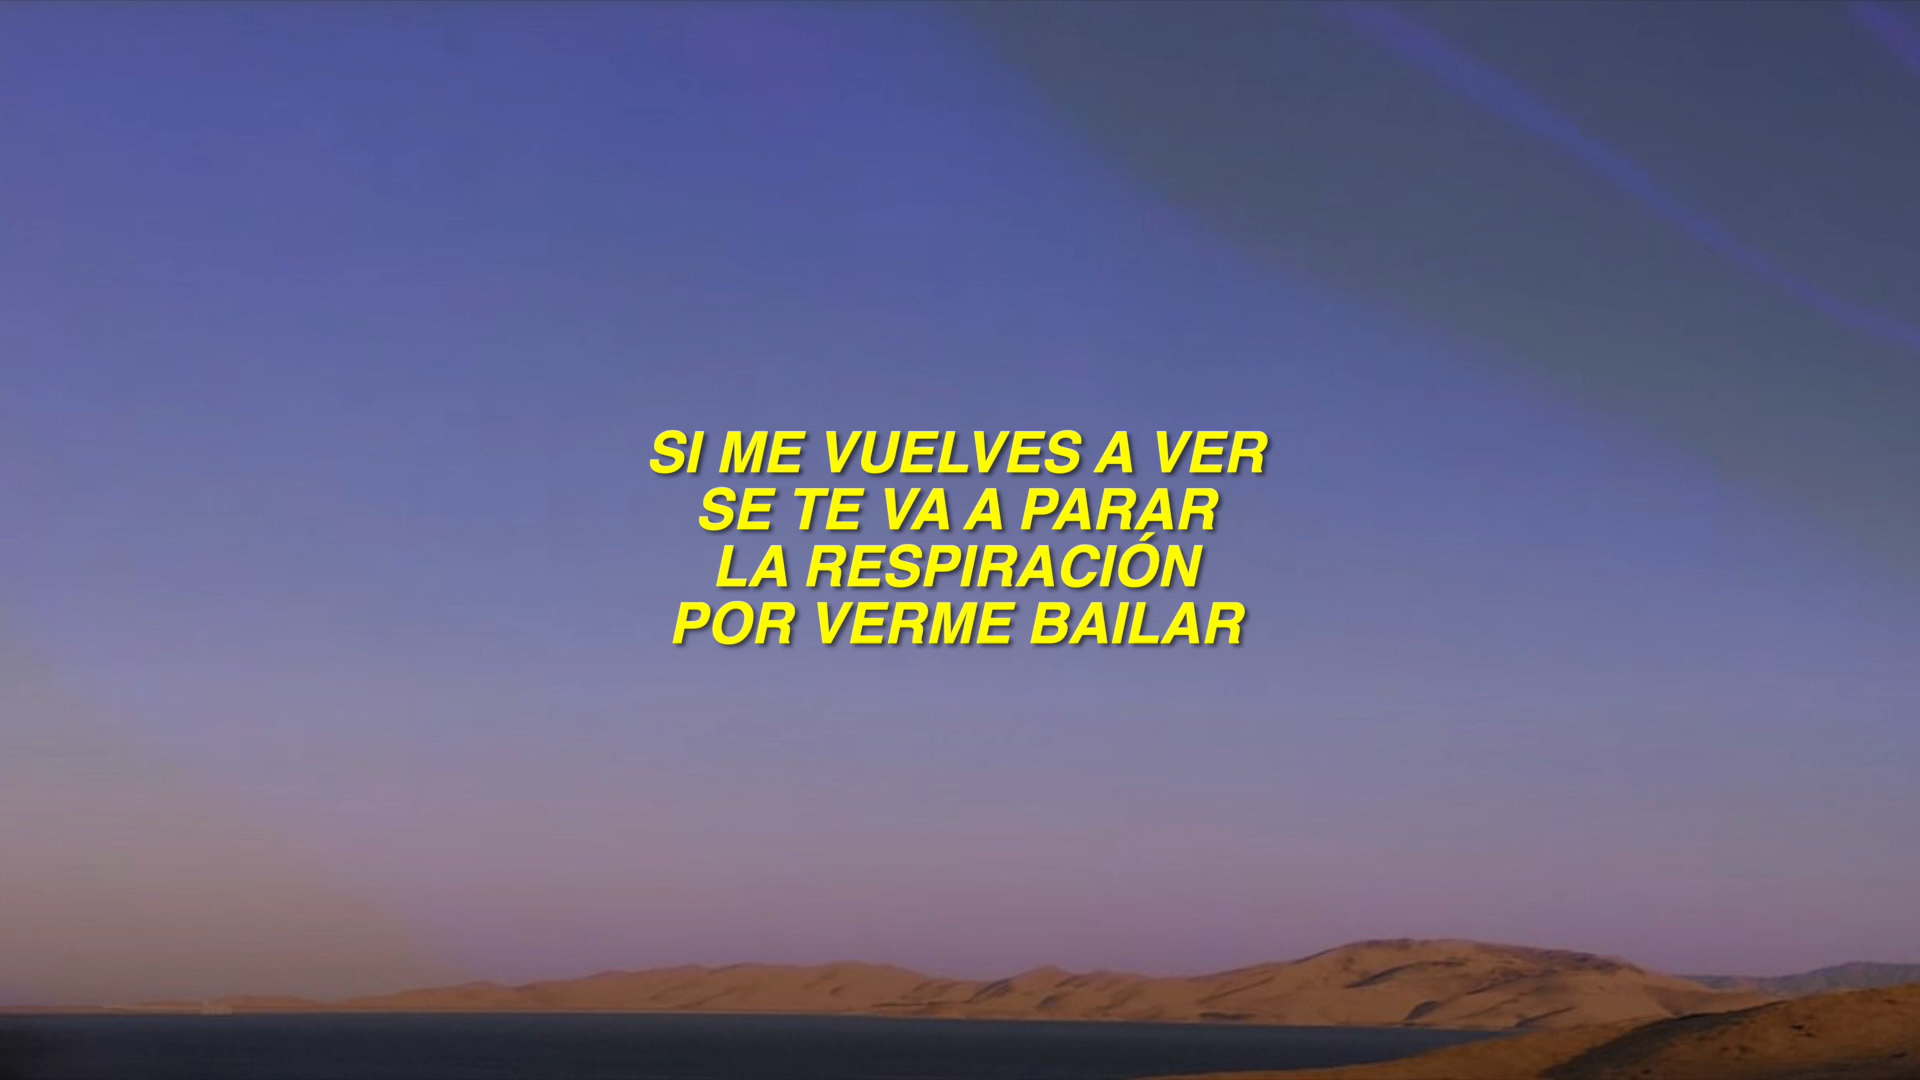 SI ME VUELVES A VER
SE TE VA A PARAR
LA RESPIRACIÓN
POR VERME BAILAR